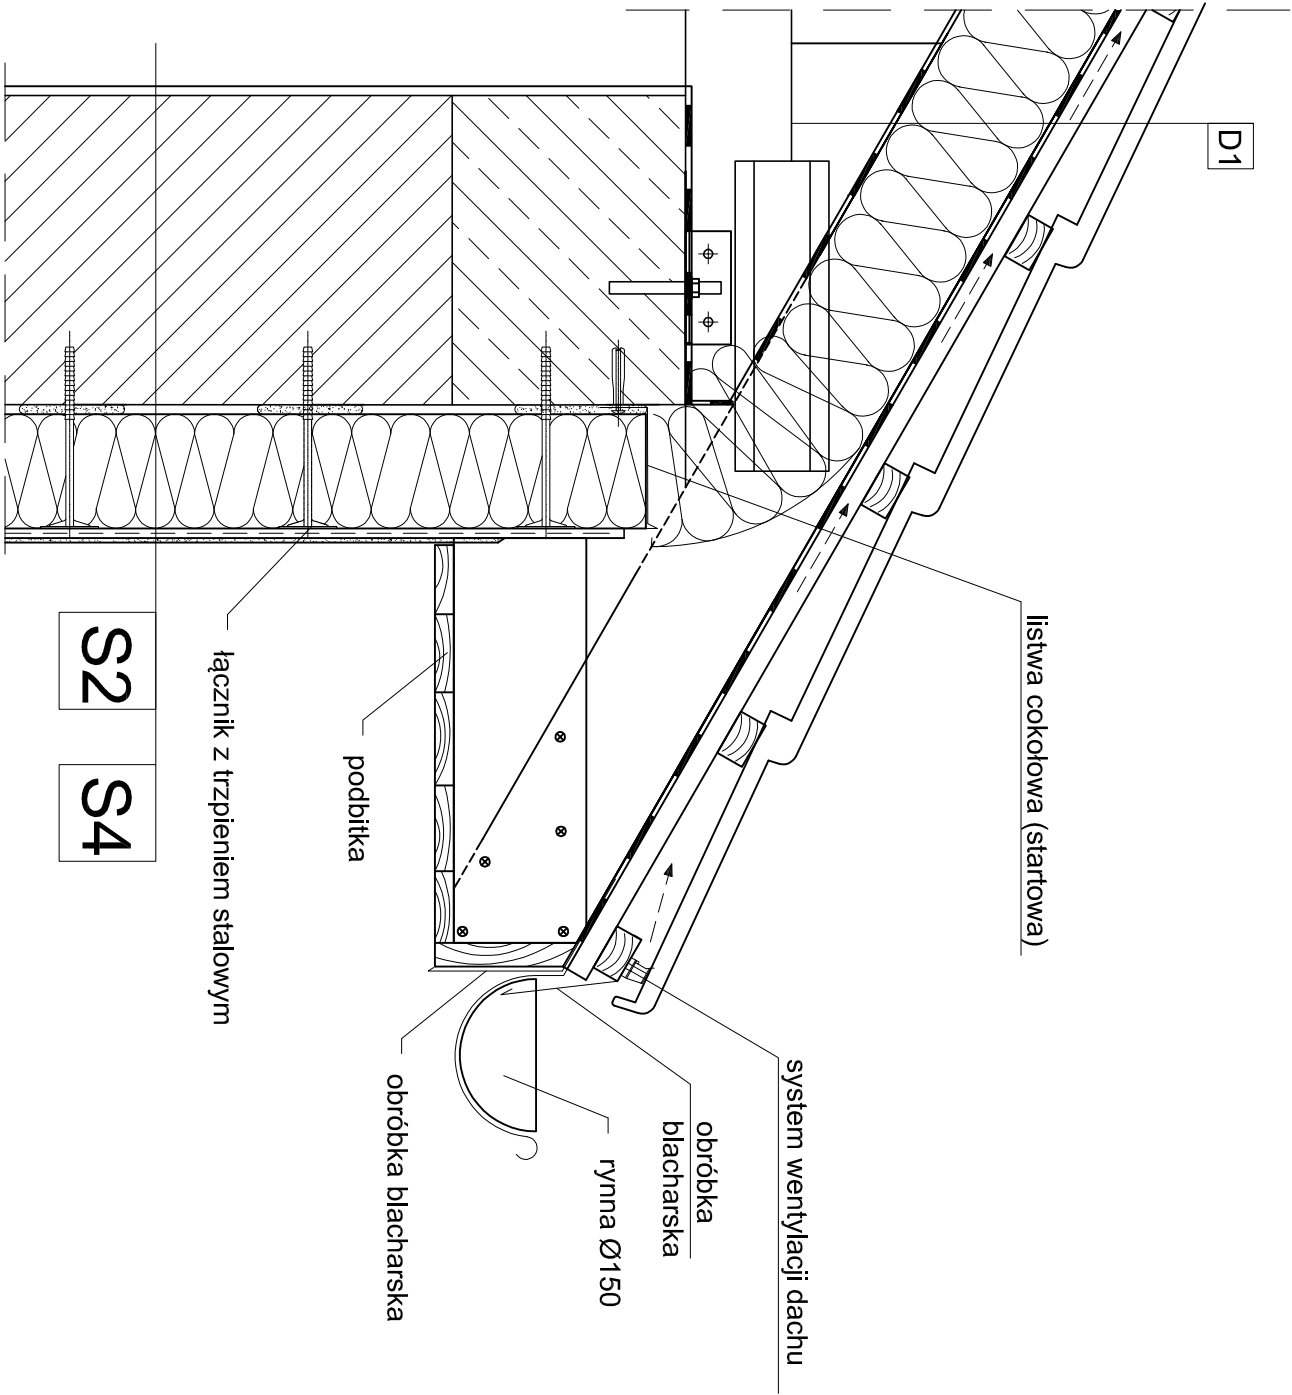 D1
listwa cokołowa (startowa)
system wentylacji dachu
obróbka
blacharska
rynna Ø150
obróbka blacharska
podbitka
łącznik z trzpieniem stalowym
S2
S4